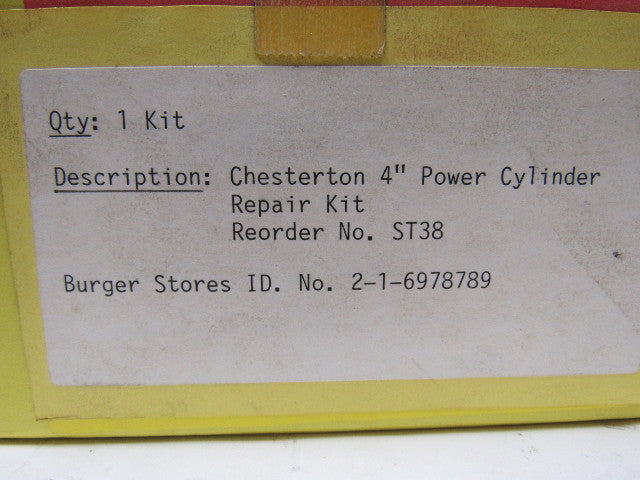 Qty: 1 Kit
Description: Chesterton 4" Power Cylinder
Repair Kit
Reorder No. ST38
Burger Stores ID. No. 2-1-6978789